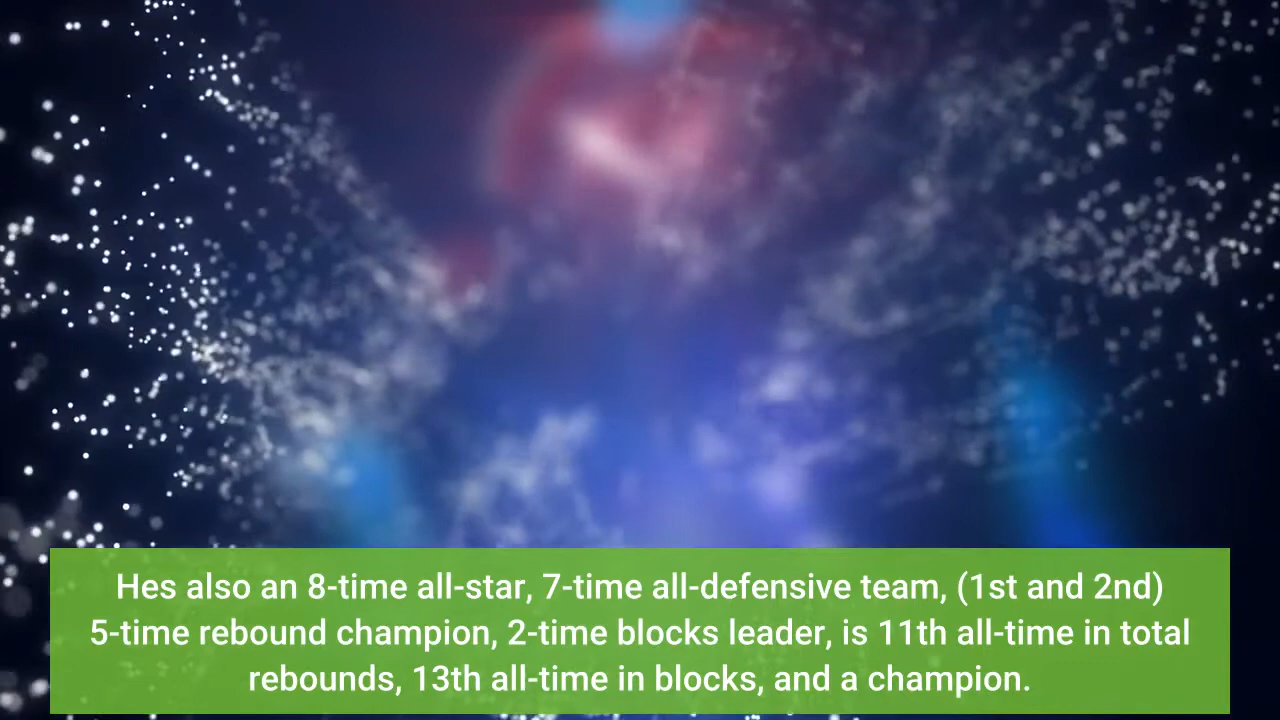 Hes also an 8-time all-star, 7-time all-defensive team, (1st and 2nd)
5-time rebound champion, 2-time blocks leader, is 11th all-time in total
rebounds, 13th all-time in blocks, and a champion.